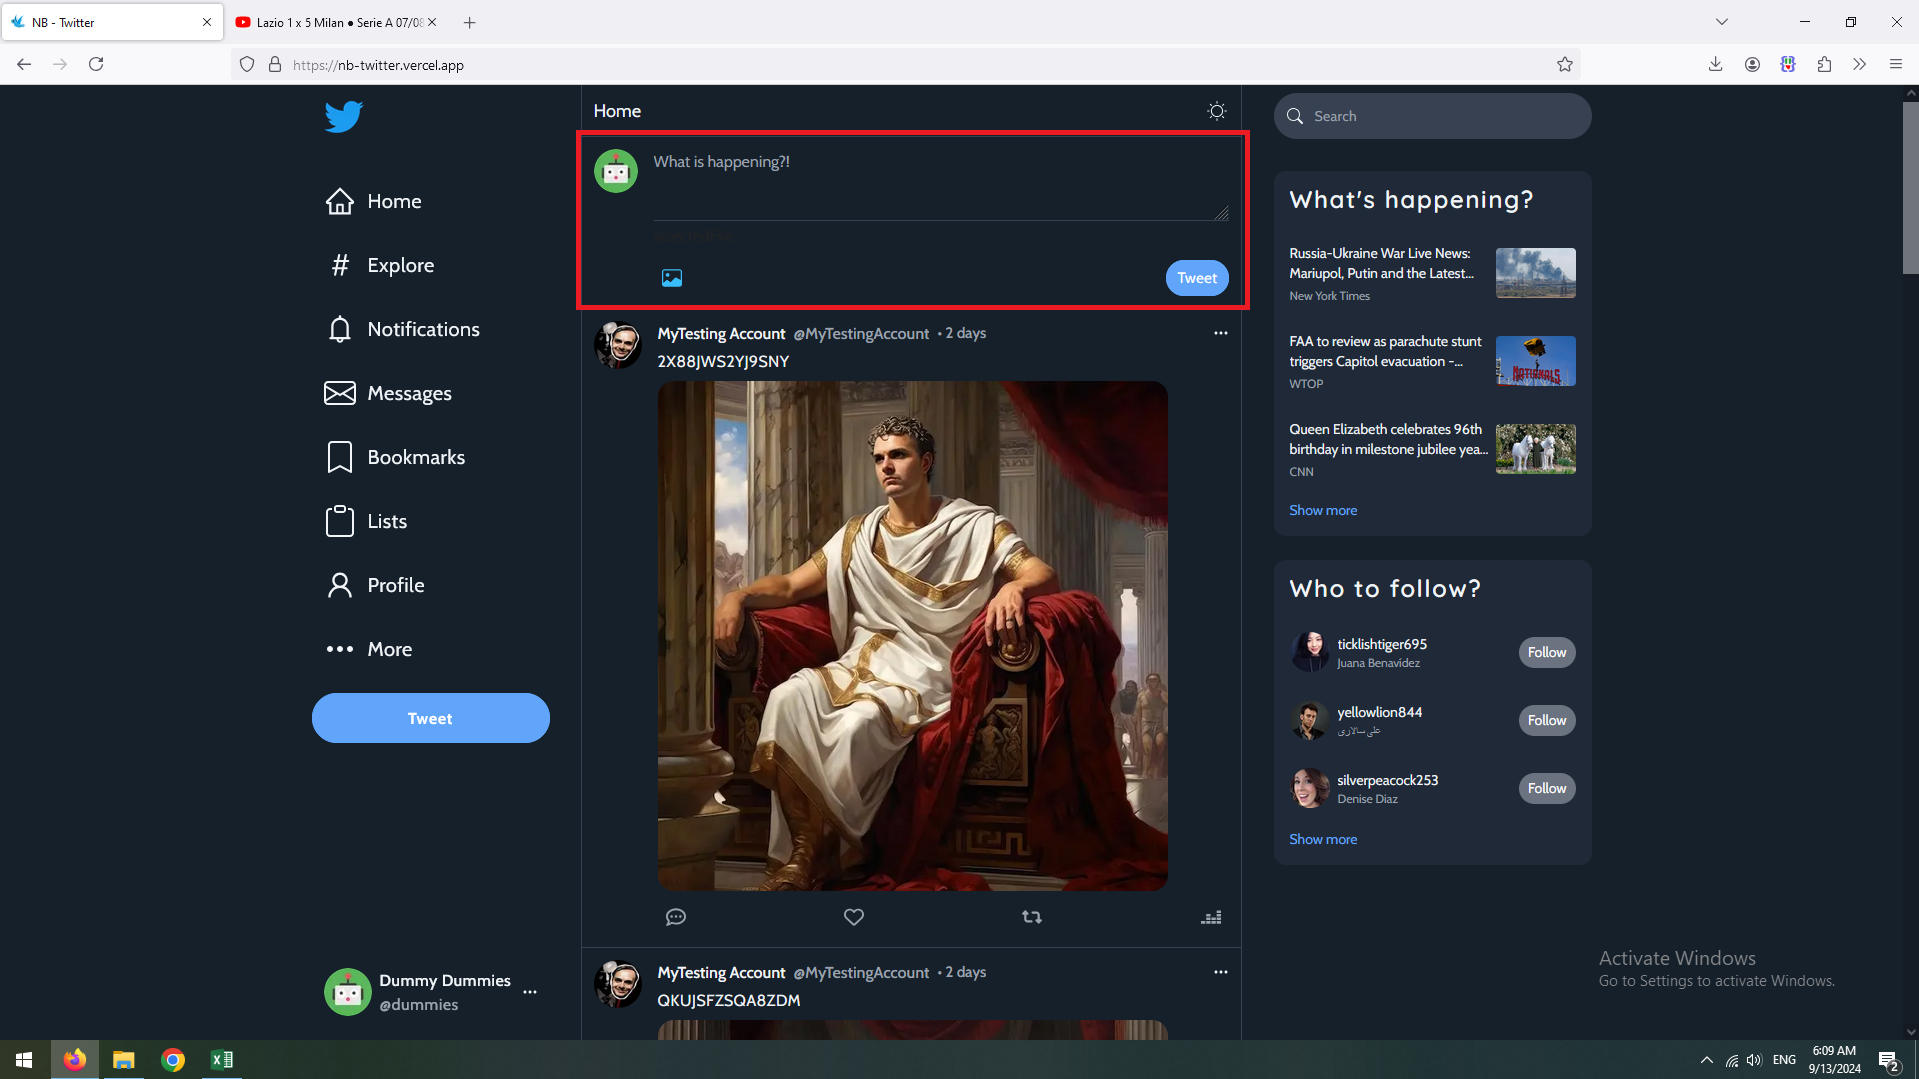 NB - Twitter
Lazio 1 x 5 Milan ● Serie A 07/08
https://nb-twitter.vercel.app
Home
Explore
Notifications
Messages
Bookmarks
Lists
Profile
More
Tweet
Dummy Dummies
@dummies
Home
What is happening?!
Tweet
MyTesting Account @MyTestingAccount • 2 days
2X88JWS2YJ9SNY
MyTesting Account @MyTestingAccount • 2 days
QKUJSFZSQA8ZDM
Search
What's happening?
Russia-Ukraine War Live News:
Mariupol, Putin and the Latest...
New York Times
FAA to review as parachute stunt
triggers Capitol evacuation -...
WTOP
Queen Elizabeth celebrates 96th
birthday in milestone jubilee yea...
CNN
Show more
NATIONALS
Who to follow?
ticklishtiger695
Juana Benavídez
Follow
yellowlion844
علی سالاری
Follow
silverpeacock253
Denise Diaz
Follow
Show more
Activate Windows
Go to Settings to activate Windows.
ENG
6:09 AM
9/13/2024
2